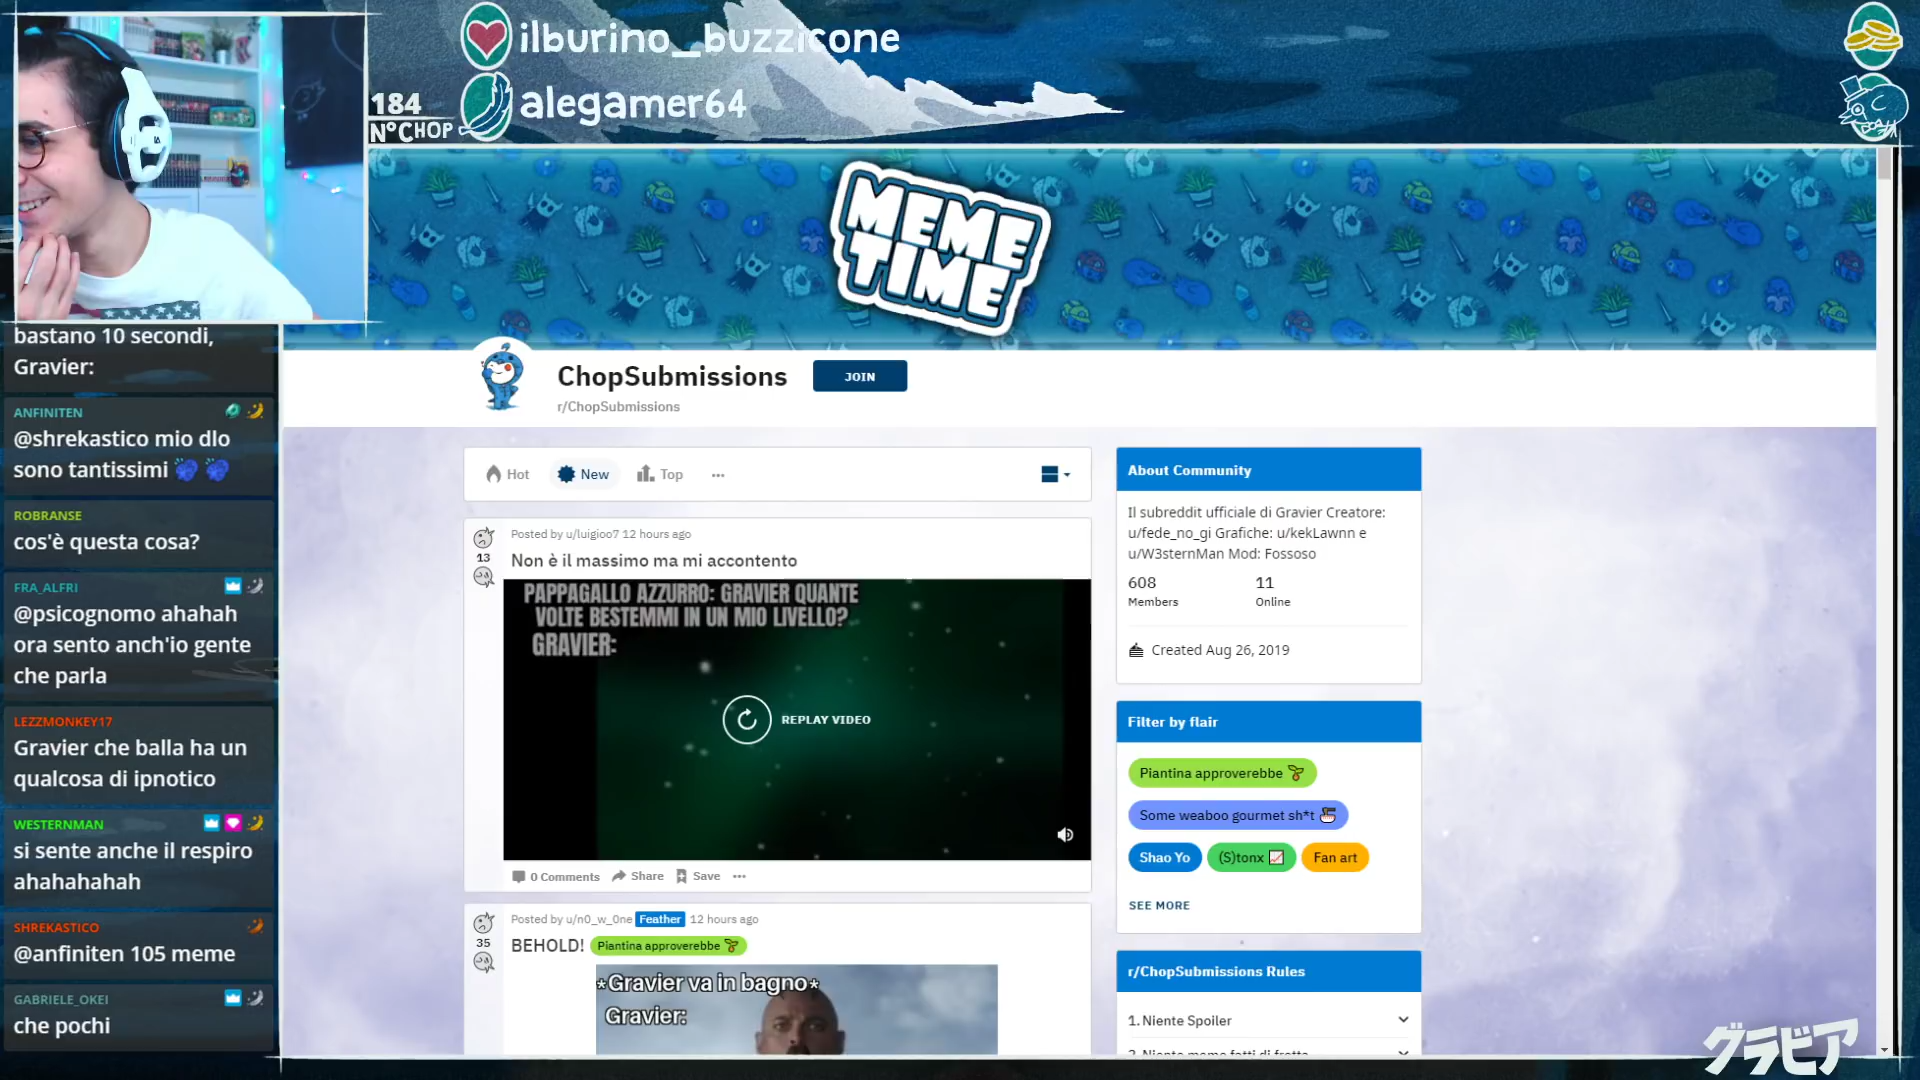 ilburino_buzzicone
184
N°CHOP
alegamer64
MEME
TIME
bastano 10 secondi,
Gravier:
ANFINITEN
@shrekastico mio dlo
sono tantissimi
ROBRANSE
cos'è questa cosa?
FRA_ALFRI
@psicognomo ahahah
ora sento anch'io gente
che parla
LEZZMONKEY17
Gravier che balla ha un
qualcosa di ipnotico
WESTERNMAN
si sente anche il respiro
ahahahahah
SHREKASTICO
@anfiniten 105 meme
GABRIELE_OKEI
che pochi
ChopSubmissions
JOIN
r/ChopSubmissions
Hot
New
Top
Posted by u/luigioo7 12 hours ago
13
Non è il massimo ma mi accontento
PAPPAGALLO AZZURRO: GRAVIER QUANTE
VOLTE BESTEMMI IN UN MIO LIVELLO?
GRAVIER:
REPLAY VIDEO
0 Comments
Share
Save
Posted by u/n0_w_0ne Feather 12 hours ago
35
BEHOLD! Piantina approverebbe
*Gravier va in bagno*
Gravier:
About Community
Il subreddit ufficiale di Gravier Creatore:
u/fede_no_gi Grafiche: u/kekLawnn e
u/W3sternMan Mod: Fossoso
608
11
Members
Online
Created Aug 26, 2019
Filter by flair
Piantina approverebbe
Some weaboo gourmet sh*t
Shao Yo
(S)tonx
Fan art
SEE MORE
r/ChopSubmissions Rules
1. Niente Spoiler
2. Niente meme fatti di fretta
グラビア